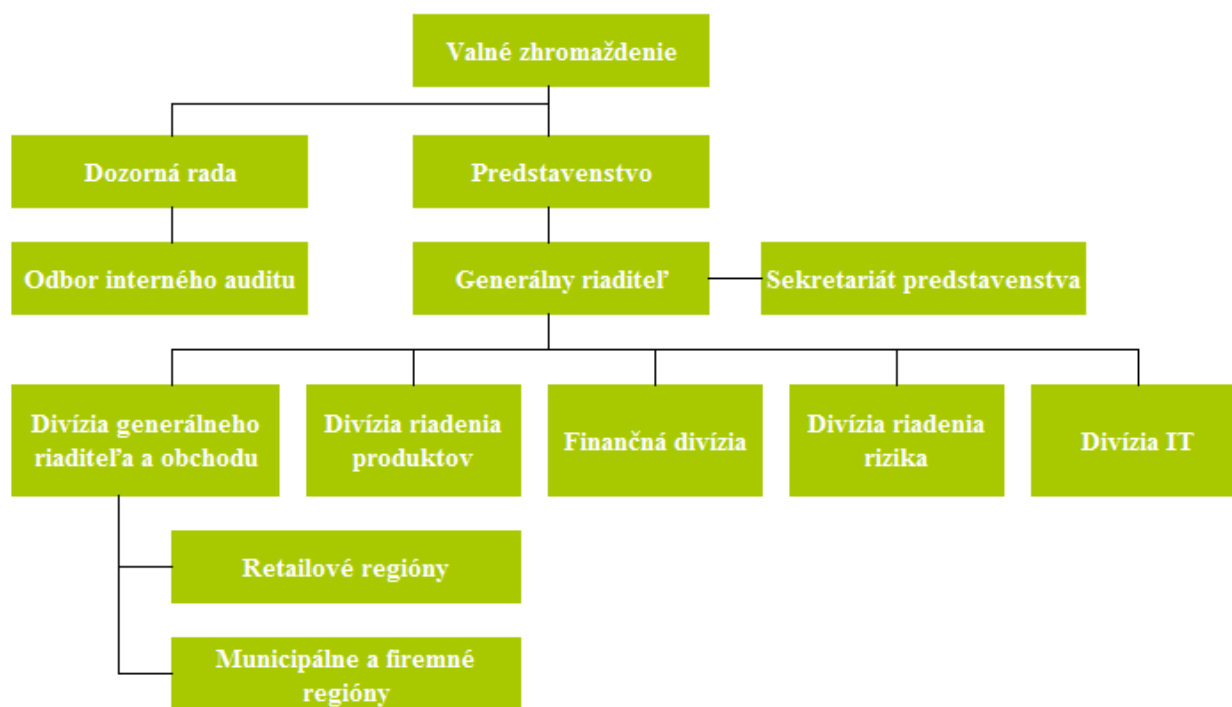 Valné zhromaždenie
Dozorná rada
Predstavenstvo
Odbor interného auditu
Generálny riaditeľ
Sekretariát predstavenstva
Divízia generálneho
riaditeľa a obchodu
Divízia riadenia
produktov
Finančná divízia
Divízia riadenia
rizika
Divízia IT
Retailové regióny
Municipálne a firemné
regióny